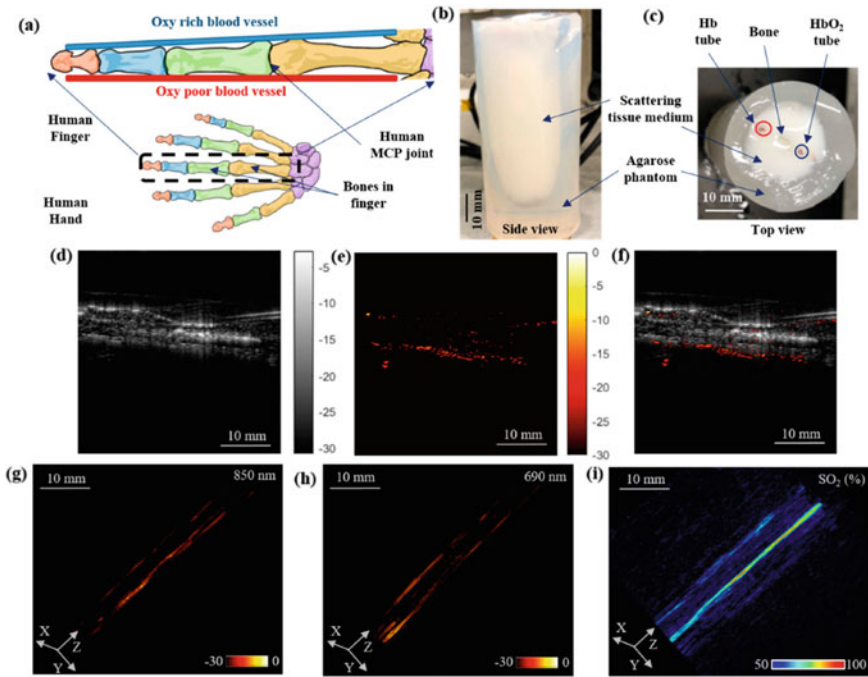 (a)
Oxy rich blood vessel
Oxy poor blood vessel
Human
Finger
Human
MCP joint
Bones in
finger
Human
Hand
(b)
Scattering
tissue medium
Agarose
phantom
10 mm
Side view
(c)
Hb
tube
Bone
HbO2
tube
10 mm
Top view
(d)
10 mm
-5
-10
-15
-20
-25
-30
(e)
10 mm
0
-5
-10
-15
-20
-25
-30
(f)
10 mm
(g)
10 mm
850 nm
X
Z
Y
-30
0
(h)
10 mm
690 nm
X
Z
Y
-30
0
(i)
10 mm
SO2 (%)
X
Z
Y
50
100